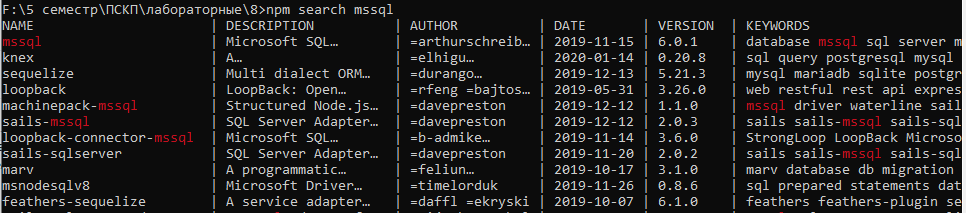 F:\5 семестр\ПСКП\лабораторные\8>npm search mssql
NAME | DESCRIPTION | AUTHOR | DATE | VERSION | KEYWORDS
mssql | Microsoft SQL… | =arthurschreib… | 2019-11-15 | 6.0.1 | database mssql sql server m
knex | A… | =elhigu… | 2020-01-14 | 0.20.8 | sql query postgresql mysql
sequelize | Multi dialect ORM… | =durango… | 2019-12-13 | 5.21.3 | mysql mariadb sqlite postgr
loopback | LoopBack: Open… | =rfeng =bajtos… | 2019-05-31 | 3.26.0 | web restful rest api expres
machinepack-mssql | Structured Node.js… | =davepreston | 2019-12-12 | 1.1.0 | mssql driver waterline sail
sails-mssql | SQL Server Adapter… | =davepreston | 2019-12-12 | 2.0.3 | sails sails-mssql sails-sql
loopback-connector-mssql | Microsoft SQL… | =b-admike… | 2019-11-14 | 3.6.0 | StrongLoop LoopBack Microso
sails-sqlserver | SQL Server Adapter… | =davepreston | 2019-11-20 | 2.0.2 | sails sails-mssql sails-sql
marv | A programmatic… | =feliun… | 2019-10-17 | 3.1.0 | marv database db migration
msnodesqlv8 | Microsoft Driver… | =timelorduk | 2019-11-26 | 0.8.6 | sql prepared statements dat
feathers-sequelize | A service adapter… | =daffl =ekryski | 2019-10-07 | 6.1.0 | feathers feathers-plugin se